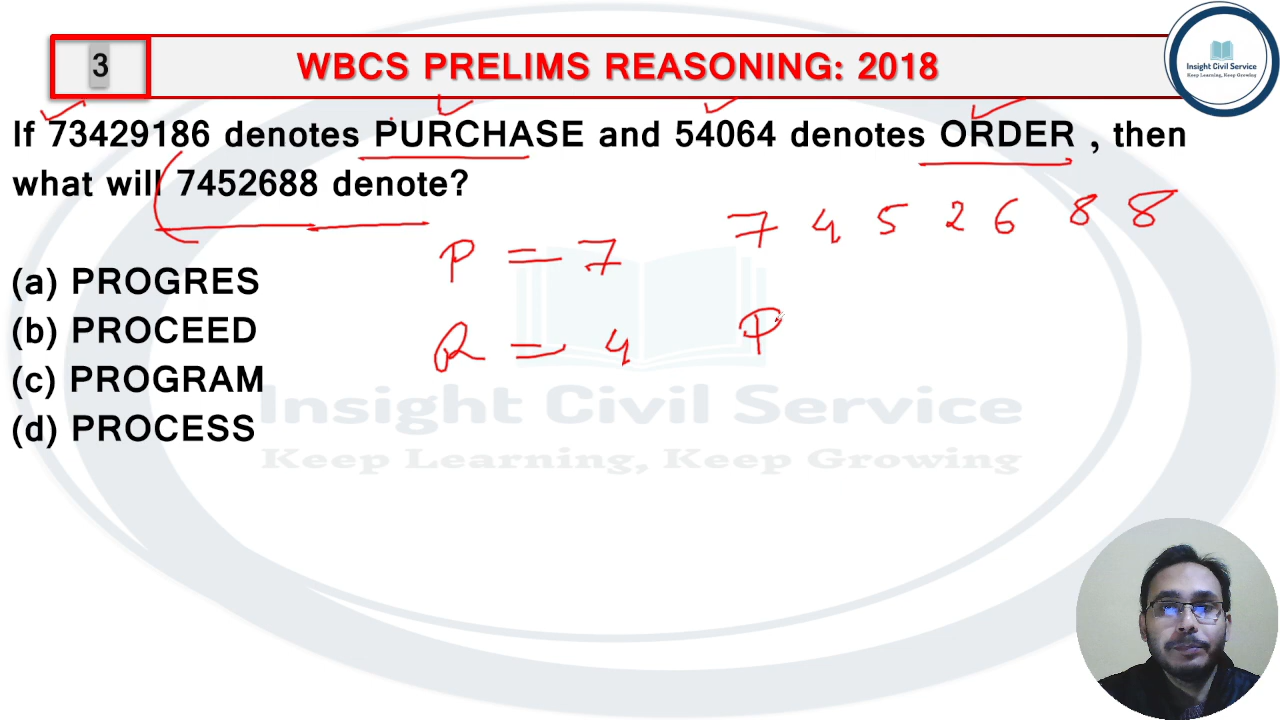 3
WBCS PRELIMS REASONING: 2018
Insight Civil Service
Keep Learning, Keep Growing
If 73429186 denotes PURCHASE and 54064 denotes ORDER , then
what will 7452688 denote?
7 4 5 2 6 8 8
P = 7
(a) PROGRES
(b) PROCEED
R = 4
P
(c) PROGRAM
Insight Civil Service
(d) PROCESS
Keep Learning, Keep Growing